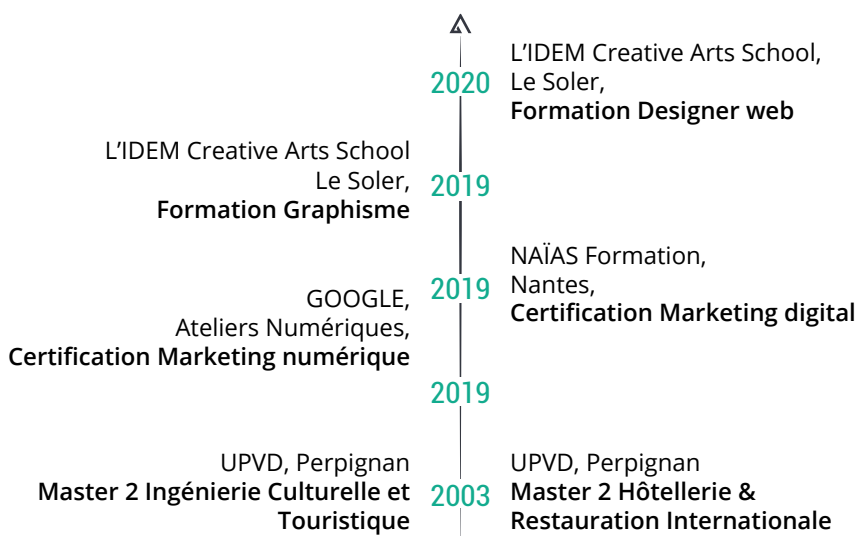 2020
L’IDEM Creative Arts School,
Le Soler,
Formation Designer web
L’IDEM Creative Arts School
Le Soler,
Formation Graphisme
2019
NAÏAS Formation,
Nantes,
Certification Marketing digital
2019
GOOGLE,
Ateliers Numériques,
Certification Marketing numérique
2019
UPVD, Perpignan
Master 2 Ingénierie Culturelle et
Touristique
2003
UPVD, Perpignan
Master 2 Hôtellerie &
Restauration Internationale